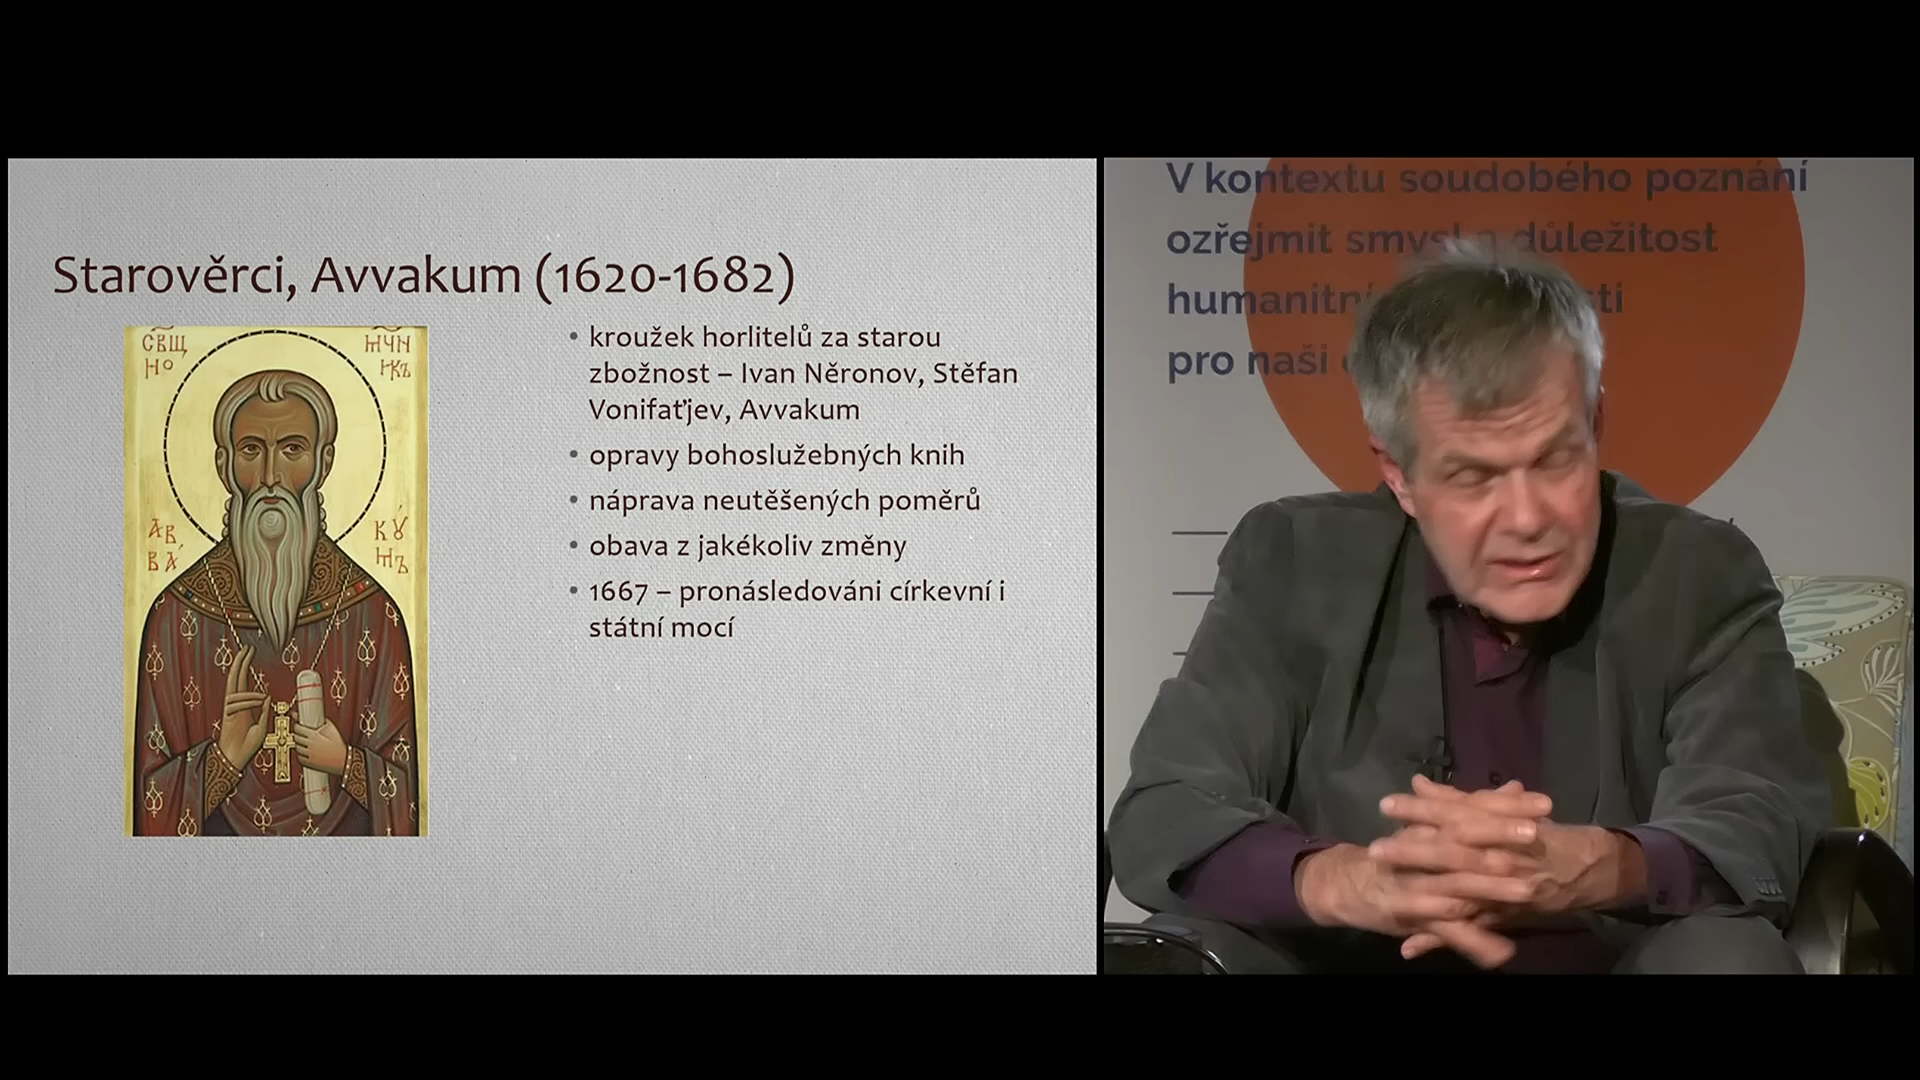 Starověrci, Avvakum (1620-1682)
• kroužek horlitelů za starou
zbožnost – Ivan Něronov, Stěfan
Vonifaťjev, Avvakum
• opravy bohoslužebných knih
• náprava neutěšených poměrů
• obava z jakékoliv změny
• 1667 – pronásledováni církevní i
státní mocí
СВЩ
НО
МЧН
ИКЪ
АВ
ВА
КУ
МЪ
V kontextu soudobého poznání
ozřejmit důležitost
pro naši